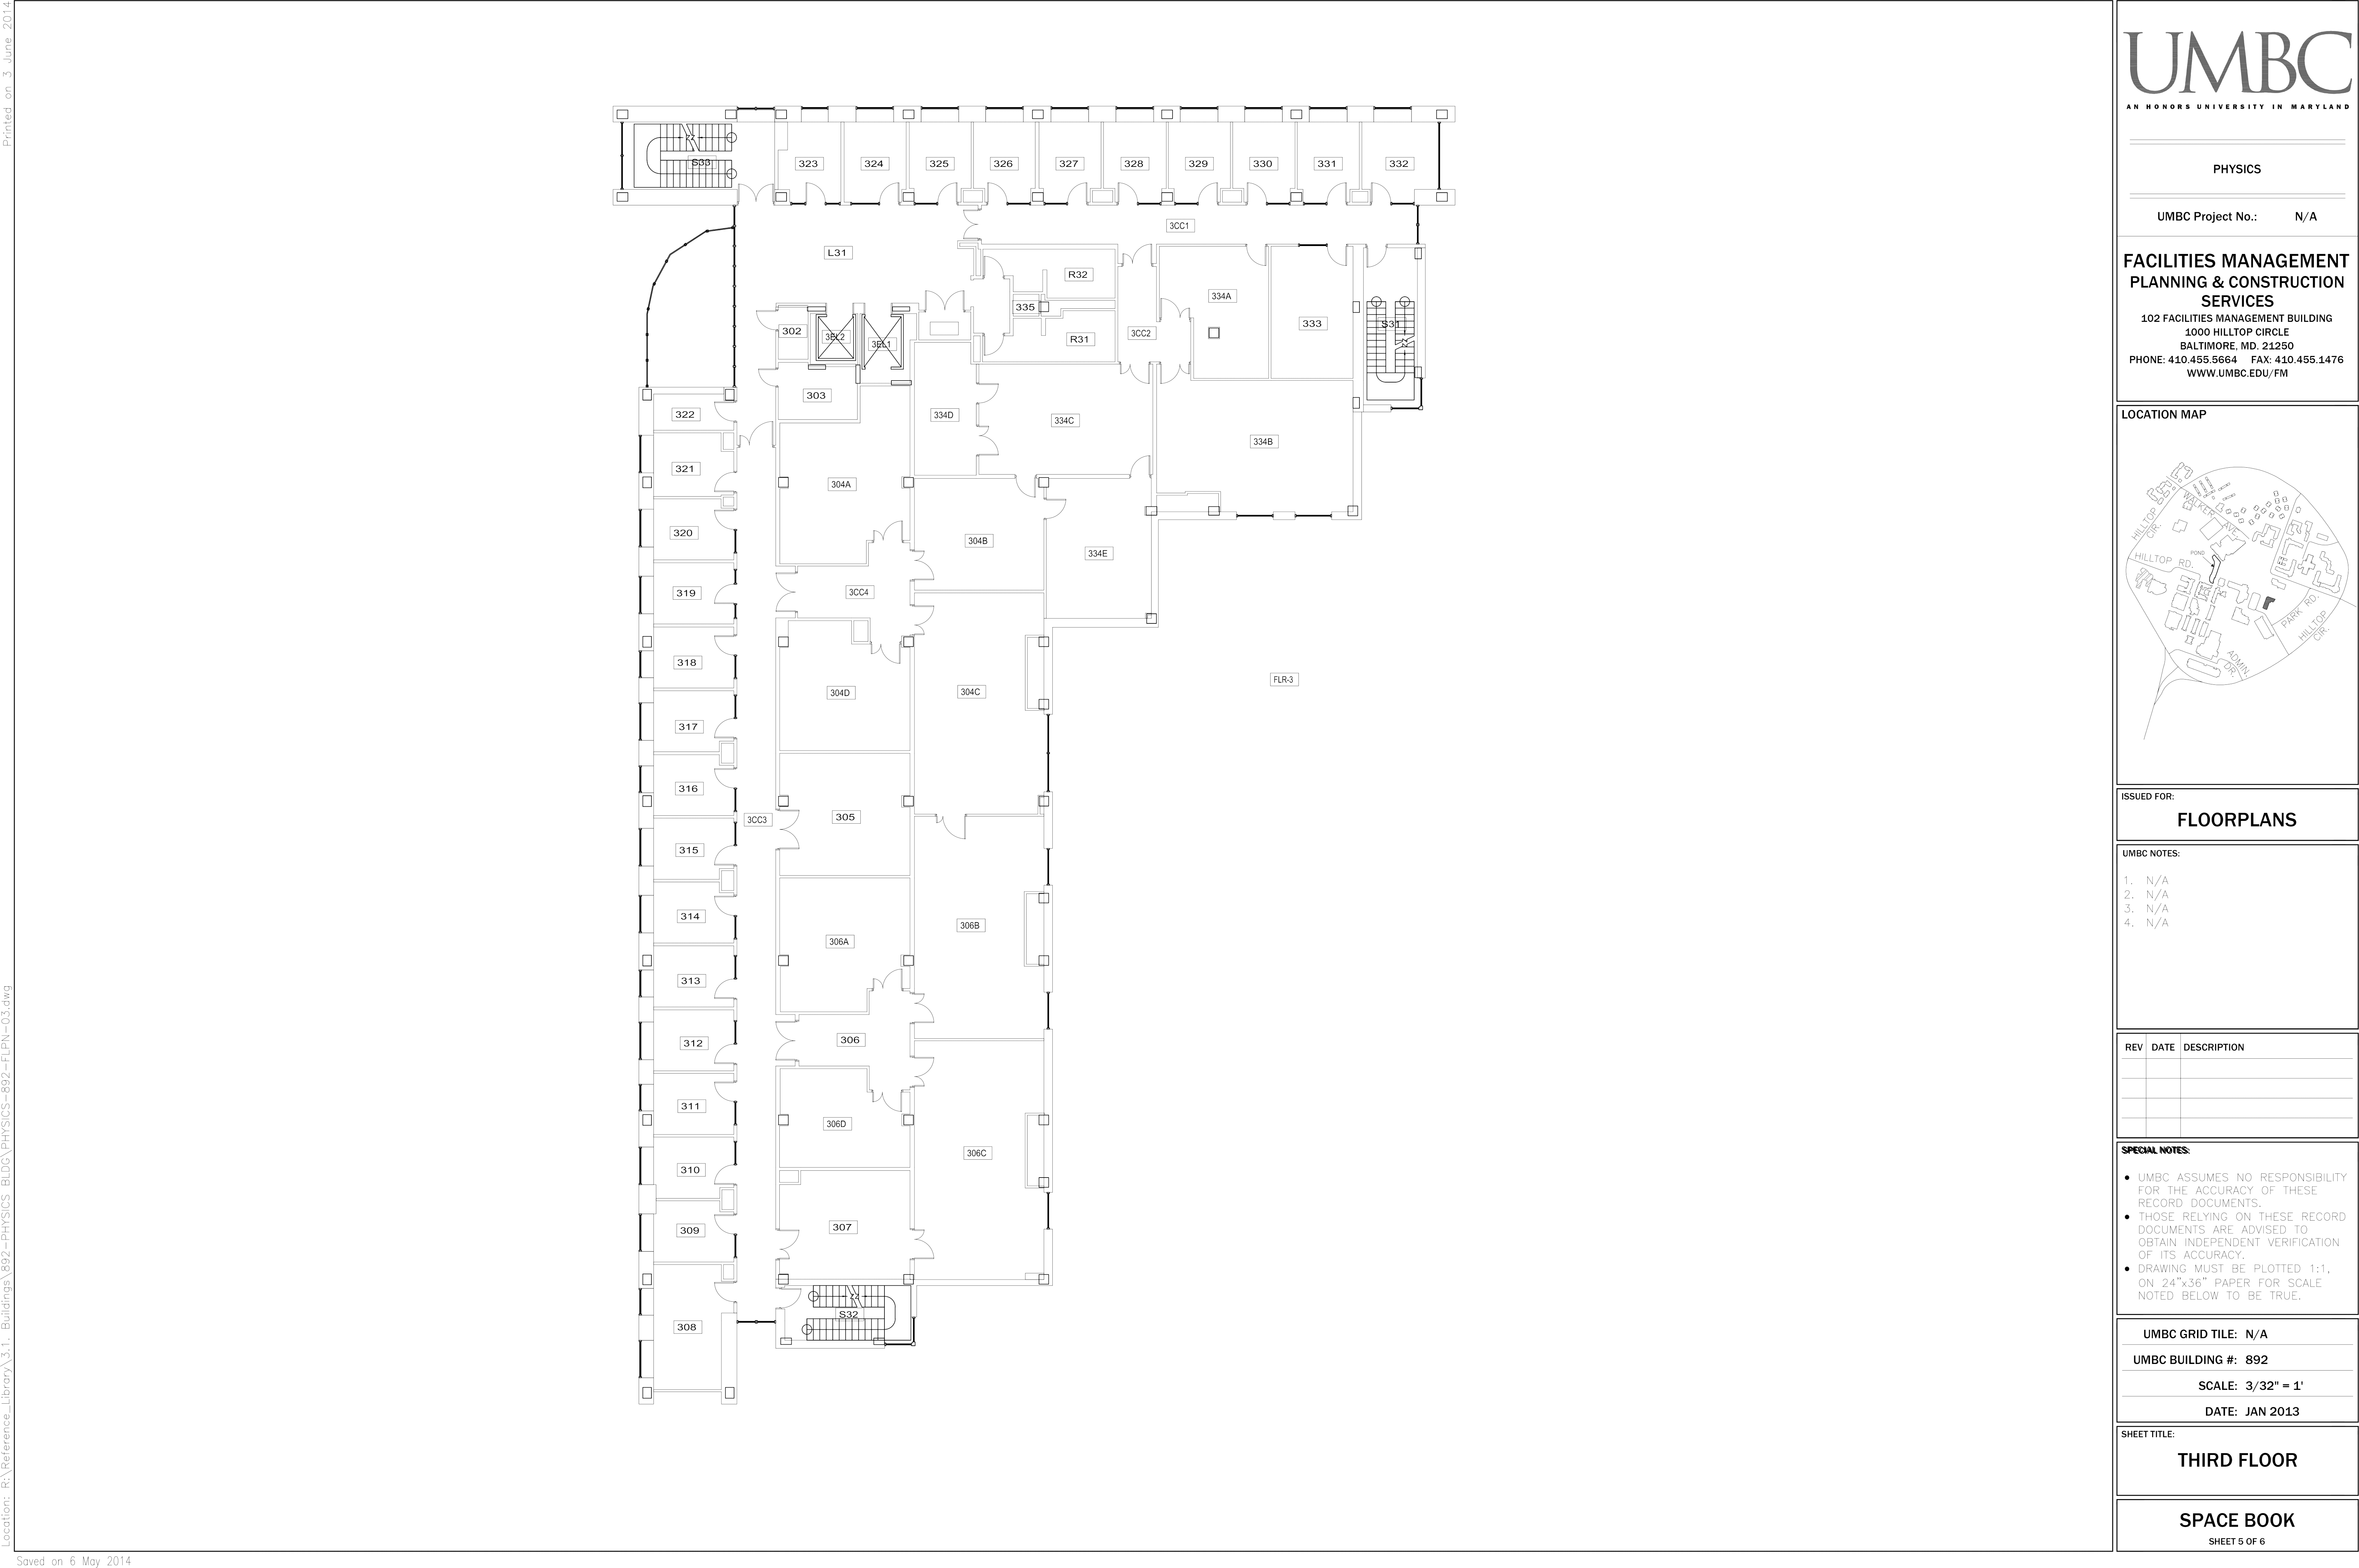 Printed on 3 June 2014
Location: R:\Reference_Library\3.1. Buildings\892-PHYSICS BLDG\PHYSICS-892-FLPN-03.dwg
Saved on 6 May 2014
S33
323
324
325
326
327
328
329
330
331
332
3CC1
L31
R32
334A
335
302
3EL2
3EL1
R31
3CC2
333
S31
303
322
334D
334C
334B
321
304A
320
304B
334E
319
3CC4
318
304D
304C
FLR-3
317
316
3CC3
305
315
314
306B
306A
313
312
306
311
306D
310
306C
309
307
S32
308
UMBC
AN HONORS UNIVERSITY IN MARYLAND
PHYSICS
UMBC Project No.: N/A
FACILITIES MANAGEMENT
PLANNING & CONSTRUCTION
SERVICES
102 FACILITIES MANAGEMENT BUILDING
1000 HILLTOP CIRCLE
BALTIMORE, MD. 21250
PHONE: 410.455.5664 FAX: 410.455.1476
WWW.UMBC.EDU/FM
LOCATION MAP
WALKER AVE.
HILLTOP CIR.
POND
HILLTOP RD.
PARK RD.
HILLTOP CIR.
ADMIN. DR.
ISSUED FOR:
FLOORPLANS
UMBC NOTES:
1. N/A
2. N/A
3. N/A
4. N/A
REV DATE DESCRIPTION
SPECIAL NOTES:
• UMBC ASSUMES NO RESPONSIBILITY
FOR THE ACCURACY OF THESE
RECORD DOCUMENTS.
• THOSE RELYING ON THESE RECORD
DOCUMENTS ARE ADVISED TO
OBTAIN INDEPENDENT VERIFICATION
OF ITS ACCURACY.
• DRAWING MUST BE PLOTTED 1:1,
ON 24"x36" PAPER FOR SCALE
NOTED BELOW TO BE TRUE.
UMBC GRID TILE: N/A
UMBC BUILDING #: 892
SCALE: 3/32" = 1'
DATE: JAN 2013
SHEET TITLE:
THIRD FLOOR
SPACE BOOK
SHEET 5 OF 6